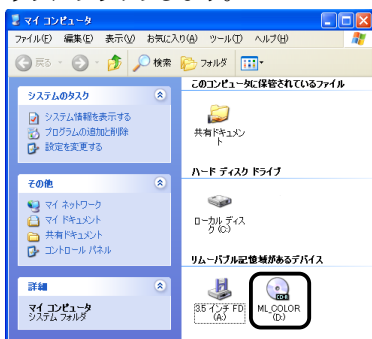 マイ コンピュータ
ファイル(F) 編集(E) 表示(V) お気に入り(A) ツール(T) ヘルプ(H)
戻る 検索 フォルダ
システムのタスク
システム情報を表示する
プログラムの追加と削除
設定を変更する
その他
マイ ネットワーク
マイ ドキュメント
共有ドキュメント
コントロール パネル
詳細
マイ コンピュータ
システム フォルダ
このコンピュータに保管されているファイル
共有ドキュメン
ト
ハード ディスク ドライブ
ローカル ディス
ク (C:)
リムーバブル記憶域があるデバイス
3.5 インチ FD
(A:)
ML_COLOR
(D:)